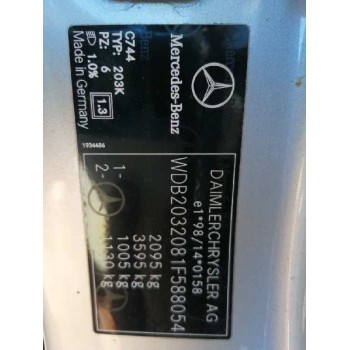 Mercedes-Benz
C744
TYP: 203K
PZ: 6
1.0%
1.3
Made in Germany
1934486
DAIMLERCHRYSLER AG
e1*98/14*0158
WDB2032081F588054
2095 kg
3595 kg
1- 1005 kg
2- 1130 kg